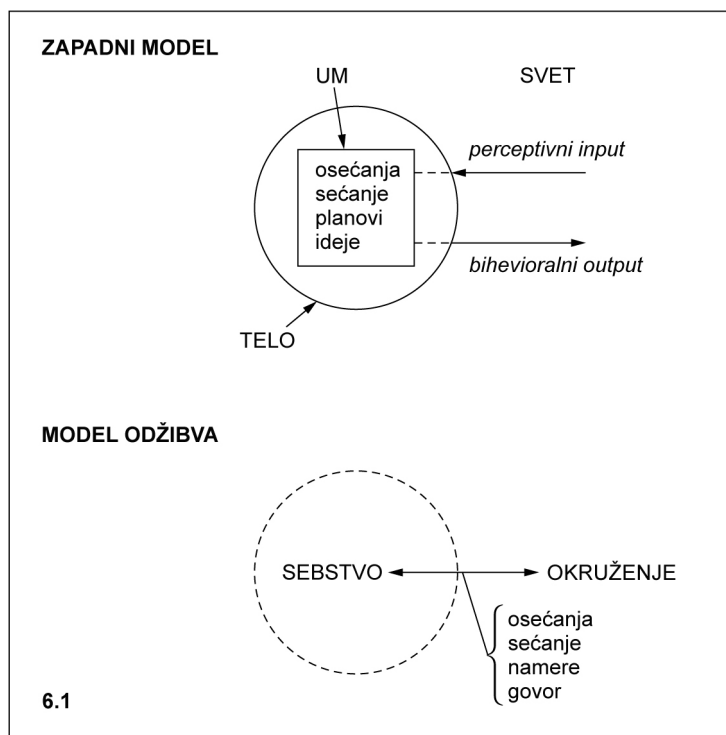 ZAPADNI MODEL
UM
SVET
perceptivni input
osećanja
sećanje
planovi
ideje
bihevioralni output
TELO
MODEL ODŽIBVA
SEBSTVO
OKRUŽENJE
osećanja
sećanje
namere
govor
6.1